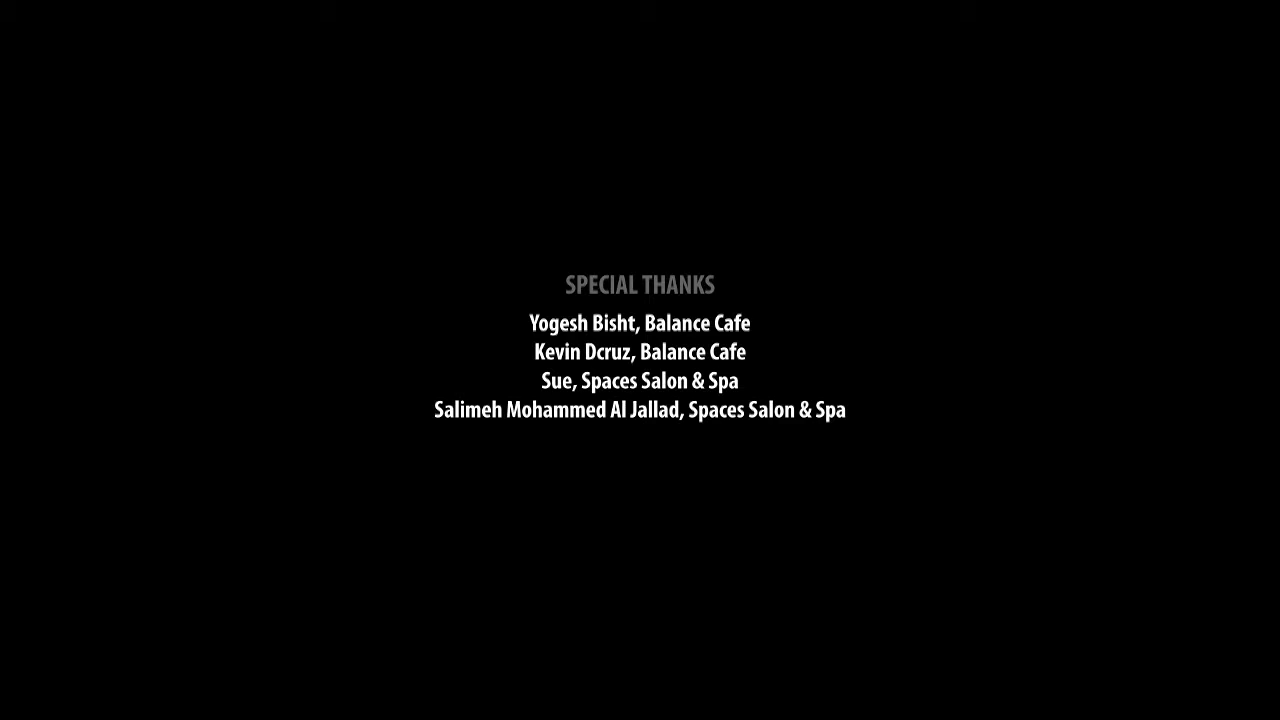 SPECIAL THANKS
Yogesh Bisht, Balance Cafe
Kevin Dcruz, Balance Cafe
Sue, Spaces Salon & Spa
Salimeh Mohammed Al Jallad, Spaces Salon & Spa